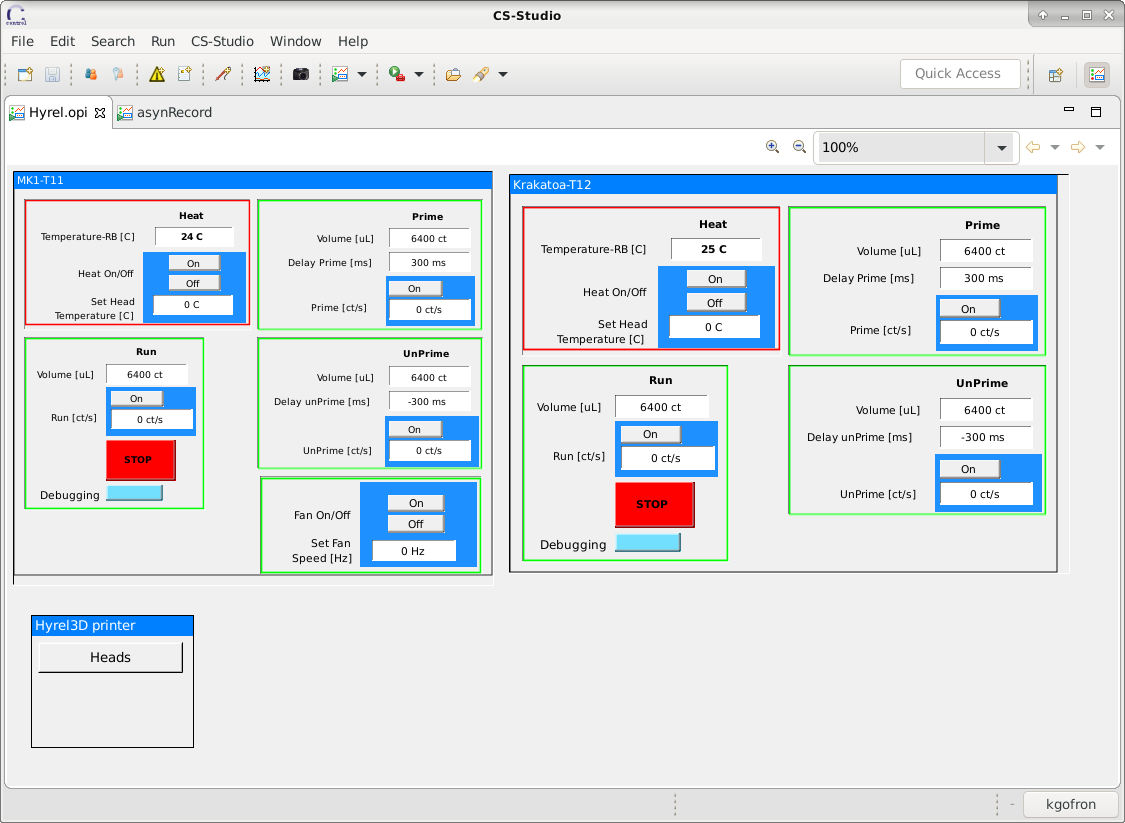 CS-Studio
File Edit Search Run CS-Studio Window Help
Quick Access
Hyrel.opi
asynRecord
100%
MK1-T11
Heat
Temperature-RB [C]
24 C
Heat On/Off
On
Off
Set Head
Temperature [C]
0 C
Prime
Volume [uL]
6400 ct
Delay Prime [ms]
300 ms
On
Prime [ct/s]
0 ct/s
Run
Volume [uL]
6400 ct
On
Run [ct/s]
0 ct/s
STOP
Debugging
UnPrime
Volume [uL]
6400 ct
Delay unPrime [ms]
-300 ms
On
UnPrime [ct/s]
0 ct/s
Fan On/Off
On
Off
Set Fan
Speed [Hz]
0 Hz
Krakatoa-T12
Heat
Temperature-RB [C]
25 C
Heat On/Off
On
Off
Set Head
Temperature [C]
0 C
Prime
Volume [uL]
6400 ct
Delay Prime [ms]
300 ms
On
Prime [ct/s]
0 ct/s
Run
Volume [uL]
6400 ct
On
Run [ct/s]
0 ct/s
STOP
Debugging
UnPrime
Volume [uL]
6400 ct
Delay unPrime [ms]
-300 ms
On
UnPrime [ct/s]
0 ct/s
Hyrel3D printer
Heads
-
kgofron